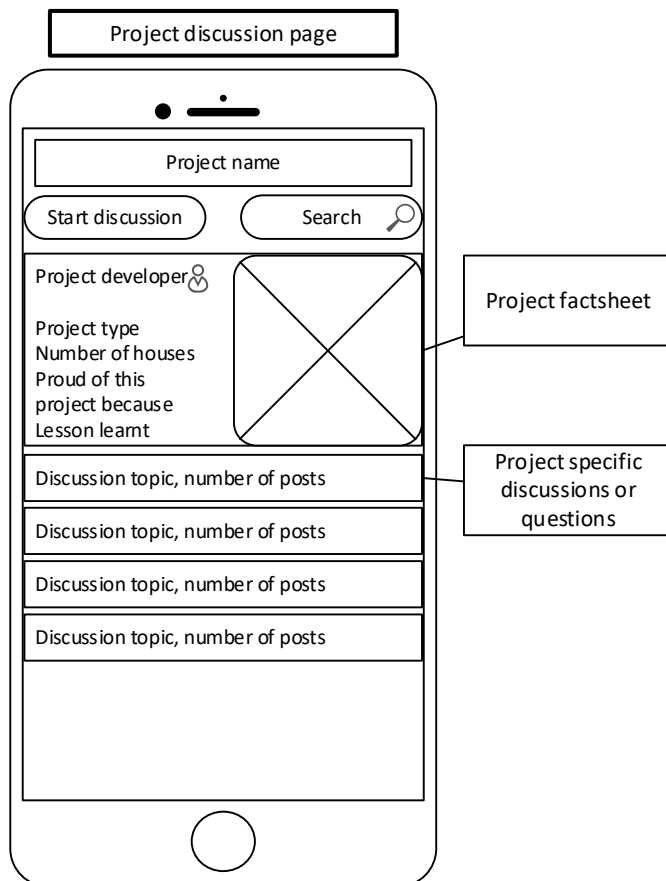 Project discussion page
Project name
Start discussion
Search
Project developer
Project type
Number of houses
Proud of this
project because
Lesson learnt
Project factsheet
Discussion topic, number of posts
Project specific
discussions or
questions
Discussion topic, number of posts
Discussion topic, number of posts
Discussion topic, number of posts